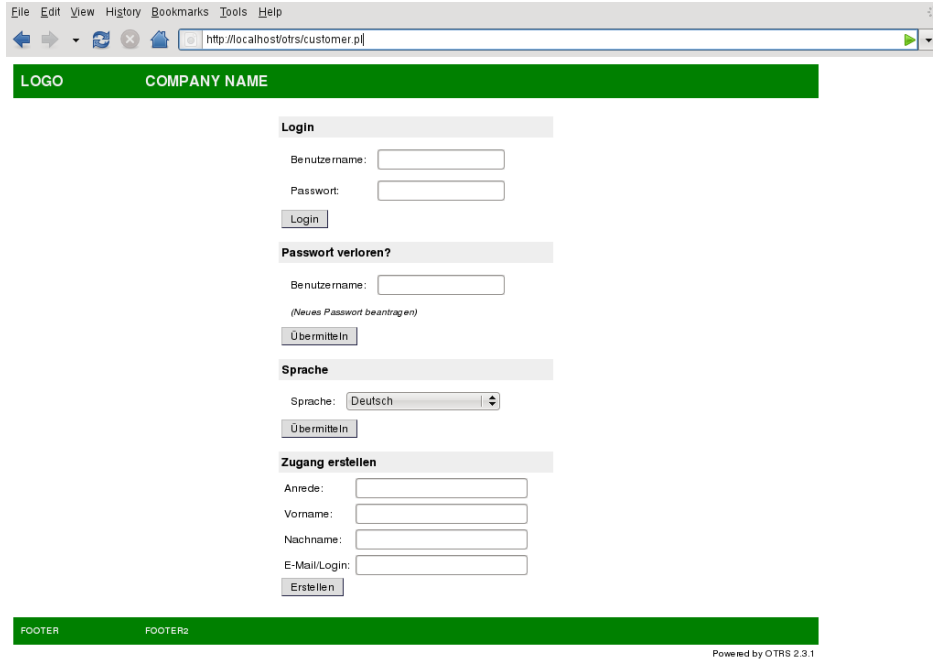 File Edit View History Bookmarks Tools Help
http://localhost/otrs/customer.pl
LOGO COMPANY NAME
Login
Benutzername:
Passwort:
Login
Passwort verloren?
Benutzername:
(Neues Passwort beantragen)
Übermitteln
Sprache
Sprache: Deutsch
Übermitteln
Zugang erstellen
Anrede:
Vorname:
Nachname:
E-Mail/Login:
Erstellen
FOOTER FOOTER2
Powered by OTRS 2.3.1